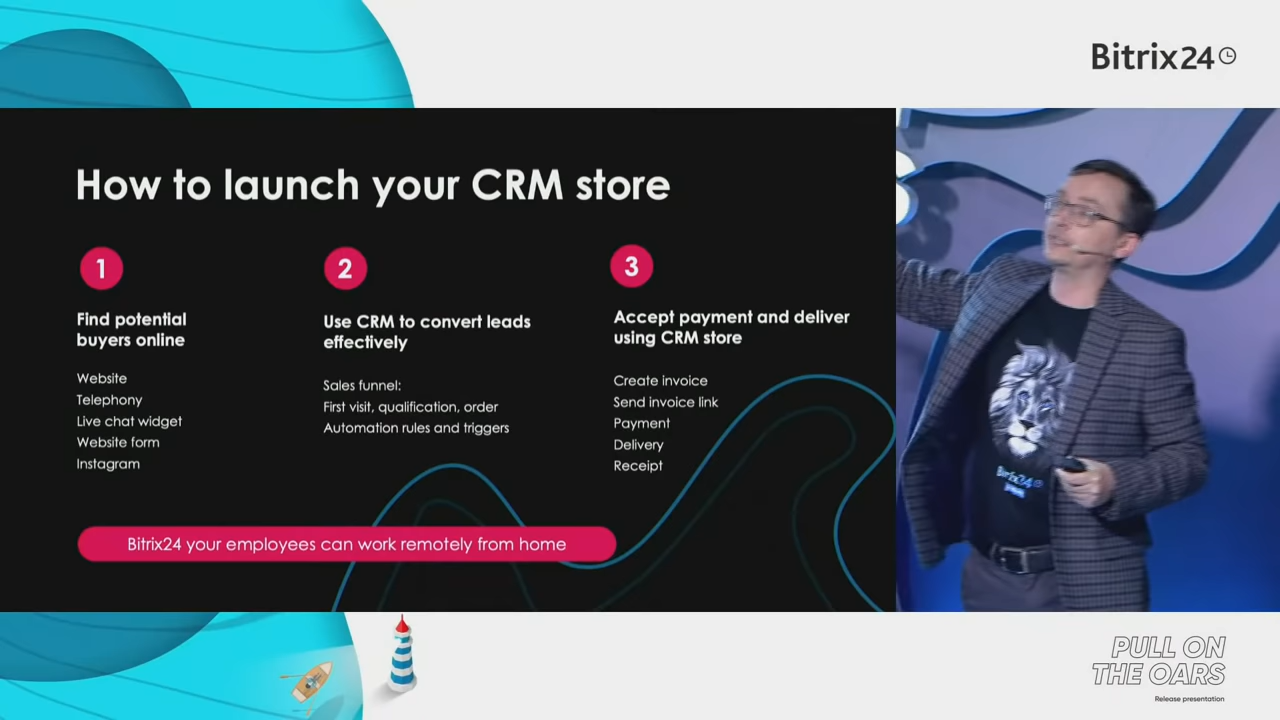 Bitrix24
How to launch your CRM store
1
Find potential
buyers online
Website
Telephony
Live chat widget
Website form
Instagram
2
Use CRM to convert leads
effectively
Sales funnel:
First visit, qualification, order
Automation rules and triggers
3
Accept payment and deliver
using CRM store
Create invoice
Send invoice link
Payment
Delivery
Receipt
Bitrix24 your employees can work remotely from home
Bitrix24
PULL ON
THE OARS
Release presentation